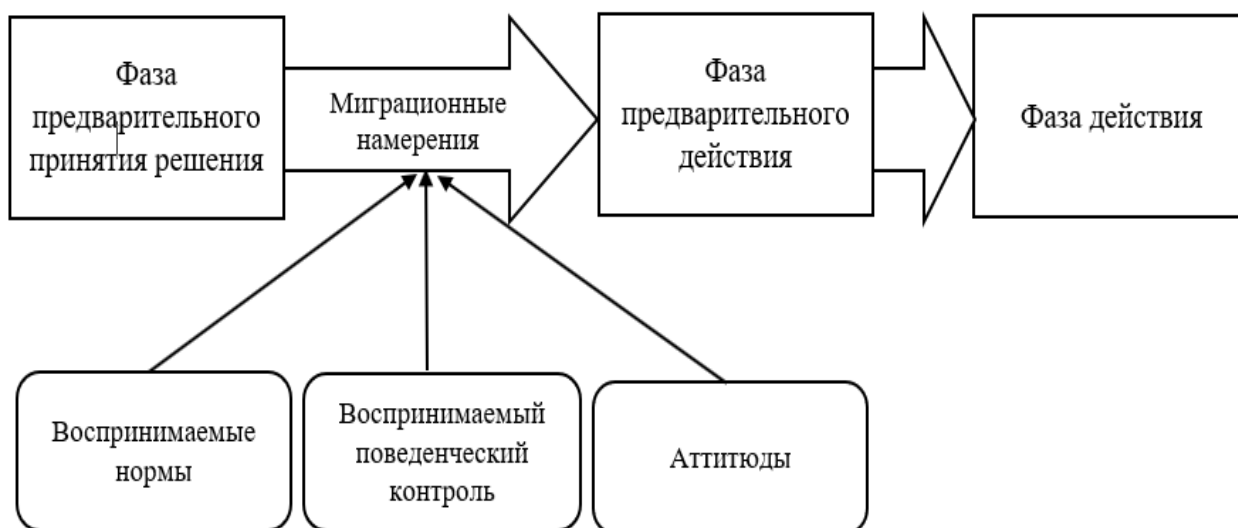 Фаза
предварительного
принятия решения
Миграционные
намерения
Фаза
предварительного
действия
Фаза действия
Воспринимаемые
нормы
Воспринимаемый
поведенческий
контроль
Аттитюды